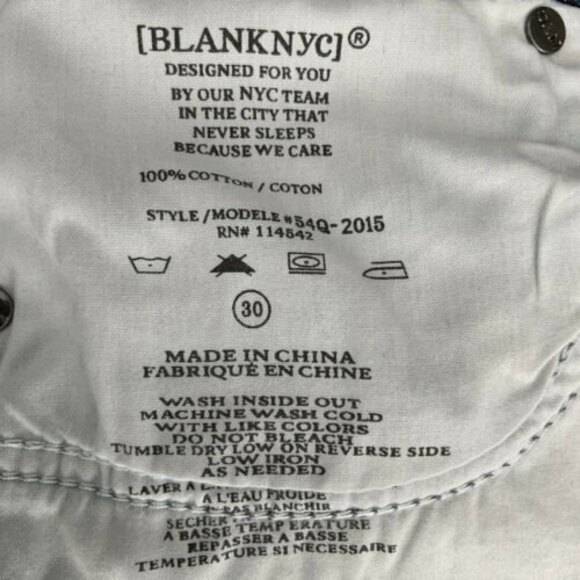 [BLANKNYC]®
DESIGNED FOR YOU
BY OUR NYC TEAM
IN THE CITY THAT
NEVER SLEEPS
BECAUSE WE CARE
100% COTTON / COTON
STYLE / MODELE #54Q-2015
RN# 114542
30
MADE IN CHINA
FABRIQUÉ EN CHINE
WASH INSIDE OUT
MACHINE WASH COLD
WITH LIKE COLORS
DO NOT BLEACH
TUMBLE DRY LOW ON REVERSE SIDE
LOW IRON
AS NEEDED
LAVER A
A L'EAU FROIDE
PAS BLANCHIR
SECHER
A BASSE TEMPERATURE
REPASSER A BASSE
TEMPERATURE SI NECESSAIRE